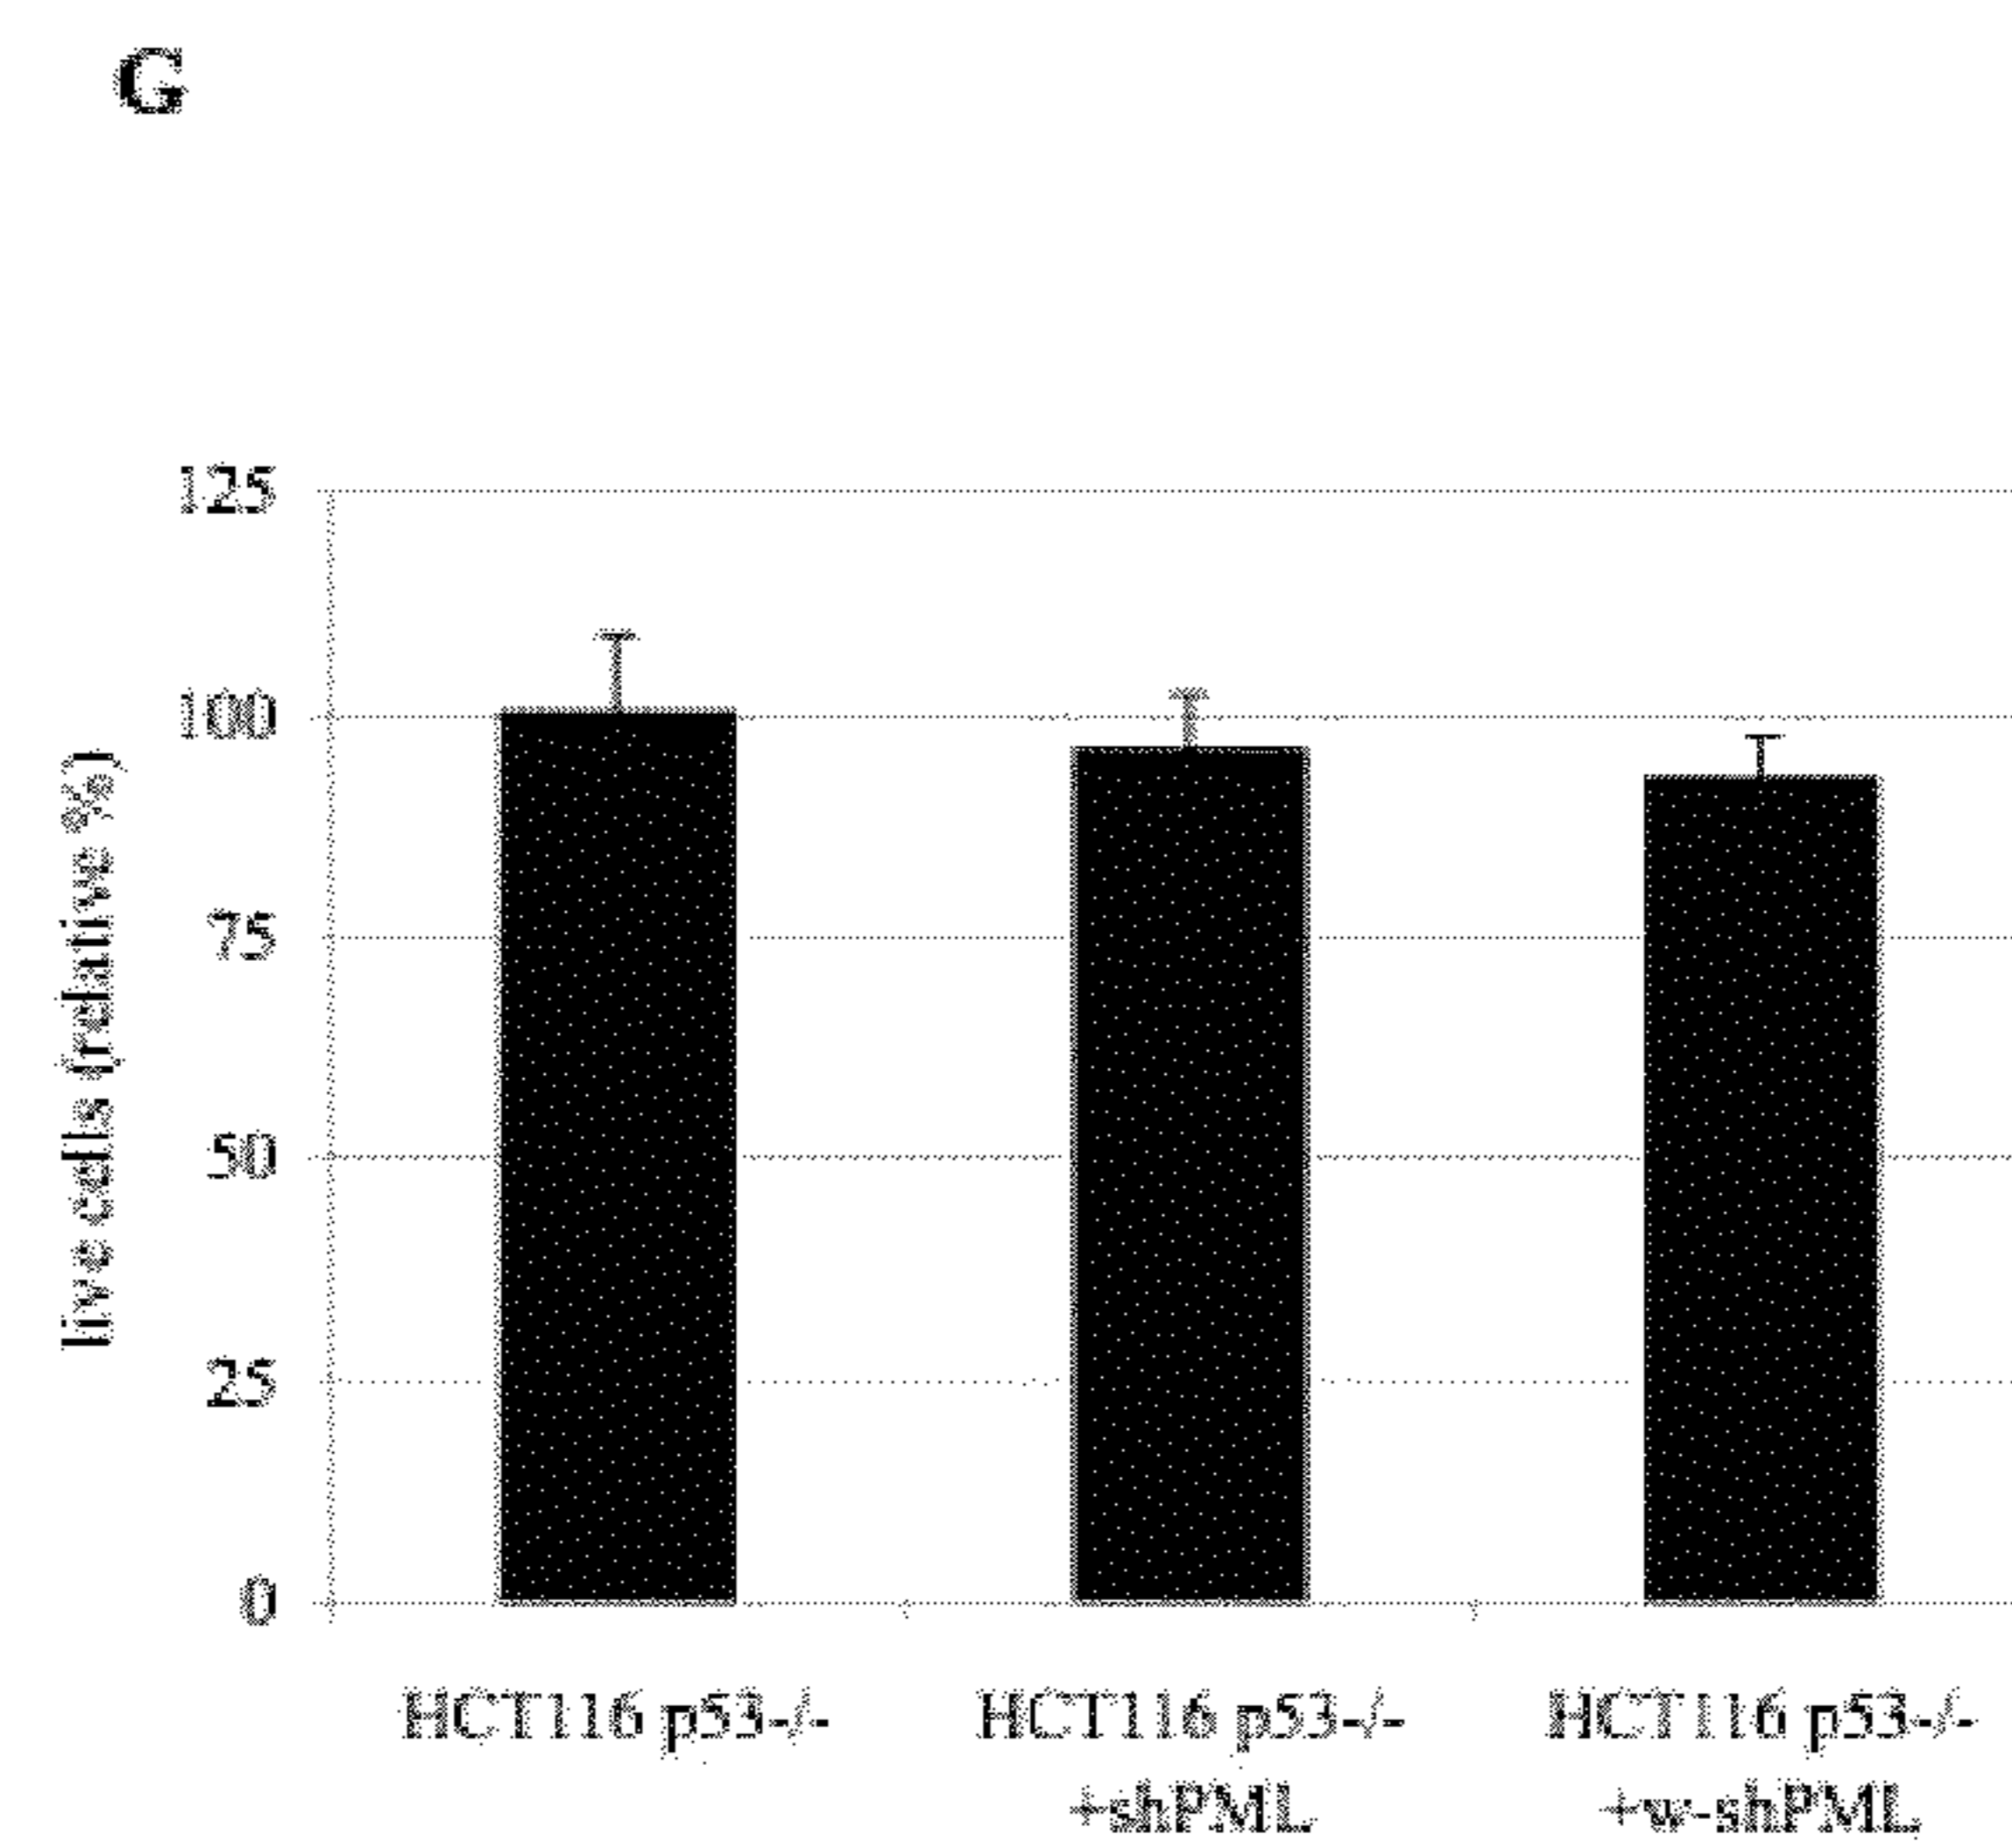 G
125
100
75
50
25
0
live cells (relative %)
HCT116 p53-/-
HCT116 p53-/-
+shPML
HCT116 p53-/-
+w-shPML